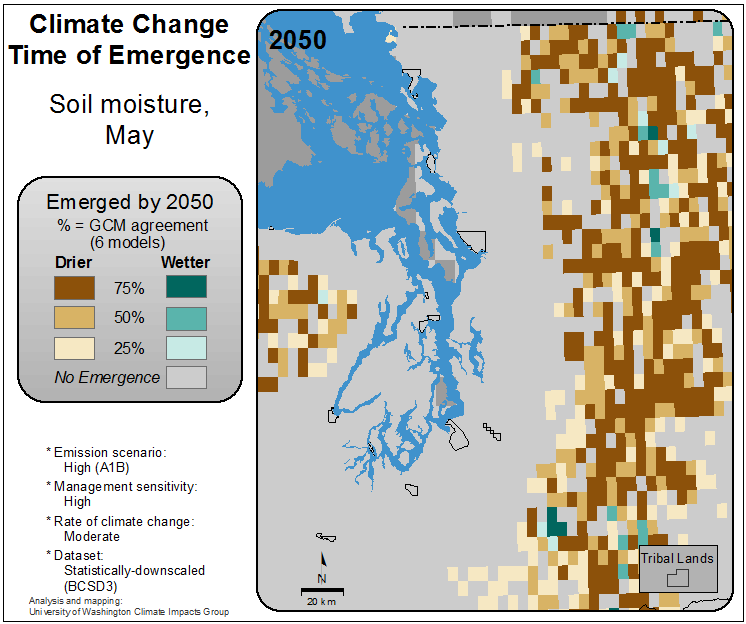 Climate Change
Time of Emergence
Soil moisture,
May
Emerged by 2050
% = GCM agreement
(6 models)
Drier Wetter
75%
50%
25%
No Emergence
* Emission scenario:
High (A1B)
* Management sensitivity:
High
* Rate of climate change:
Moderate
* Dataset:
Statistically-downscaled
(BCSD3)
Analysis and mapping:
University of Washington Climate Impacts Group
2050
N
20 km
Tribal Lands